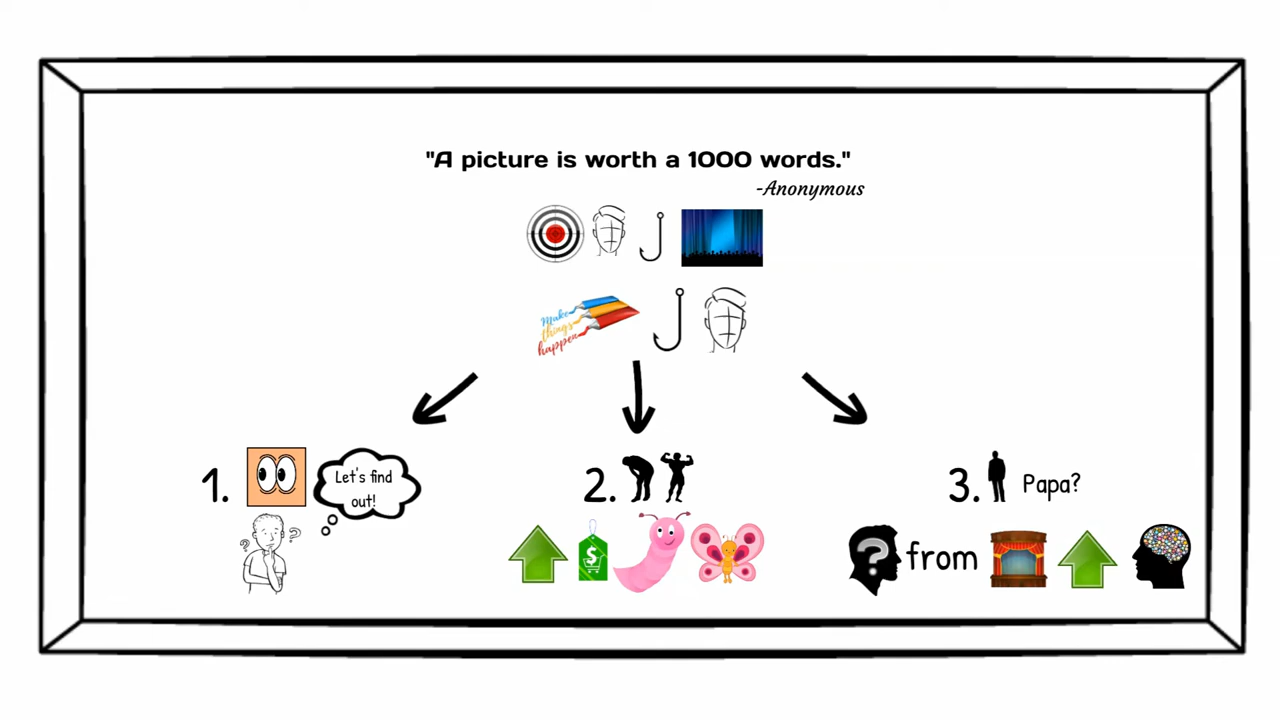 "A picture is worth a 1000 words."
-Anonymous
Make
things
happen
1.
Let's find
out!
2.
3.
Papa?
?
?
$
?
from